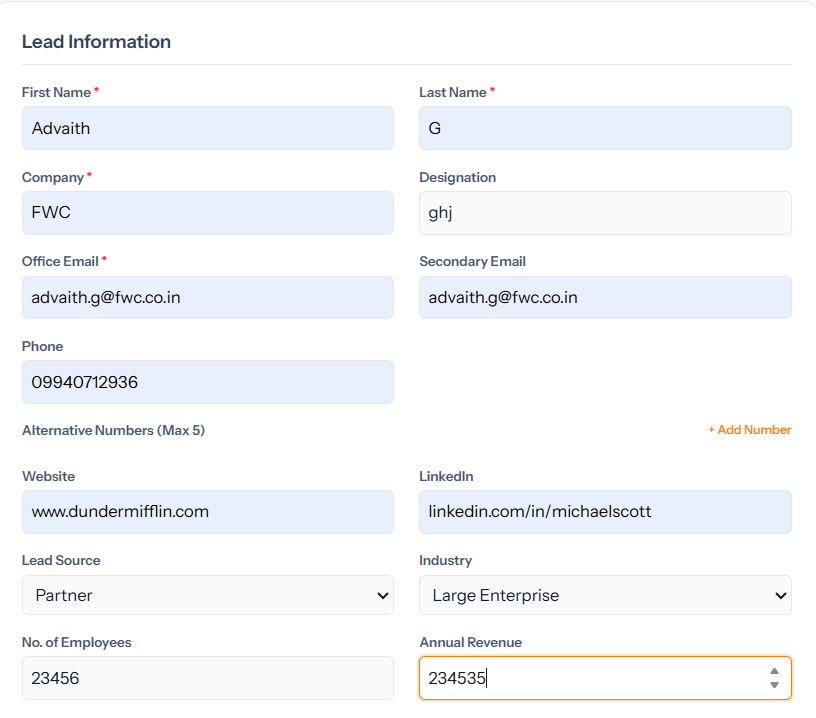 Lead Information
First Name * Last Name *
Advaith G
Company * Designation
FWC ghj
Office Email * Secondary Email
advaith.g@fwc.co.in advaith.g@fwc.co.in
Phone
09940712936
Alternative Numbers (Max 5) + Add Number
Website LinkedIn
www.dundermifflin.com linkedin.com/in/michaelscott
Lead Source Industry
Partner Large Enterprise
No. of Employees Annual Revenue
23456 234535